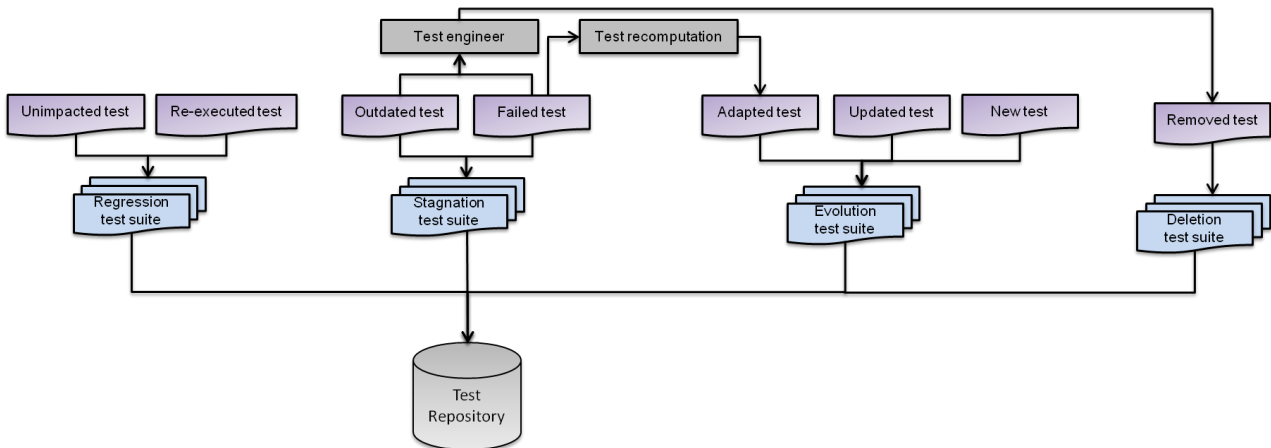 Test engineer
Test recomputation
Unimpacted test
Re-executed test
Outdated test
Failed test
Adapted test
Updated test
New test
Removed test
Regression
test suite
Stagnation
test suite
Evolution
test suite
Deletion
test suite
Test
Repository